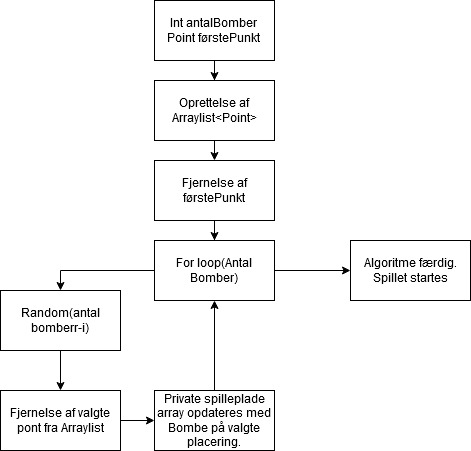 Int antalBomber
Point førstePunkt
Oprettelse af
Arraylist<Point>
Fjernelse af
førstePunkt
For loop(Antal
Bomber)
Algoritme færdig.
Spillet startes
Random(antal
bomberr-i)
Fjernelse af valgte
pont fra Arraylist
Private spilleplade
array opdateres med
Bombe på valgte
placering.